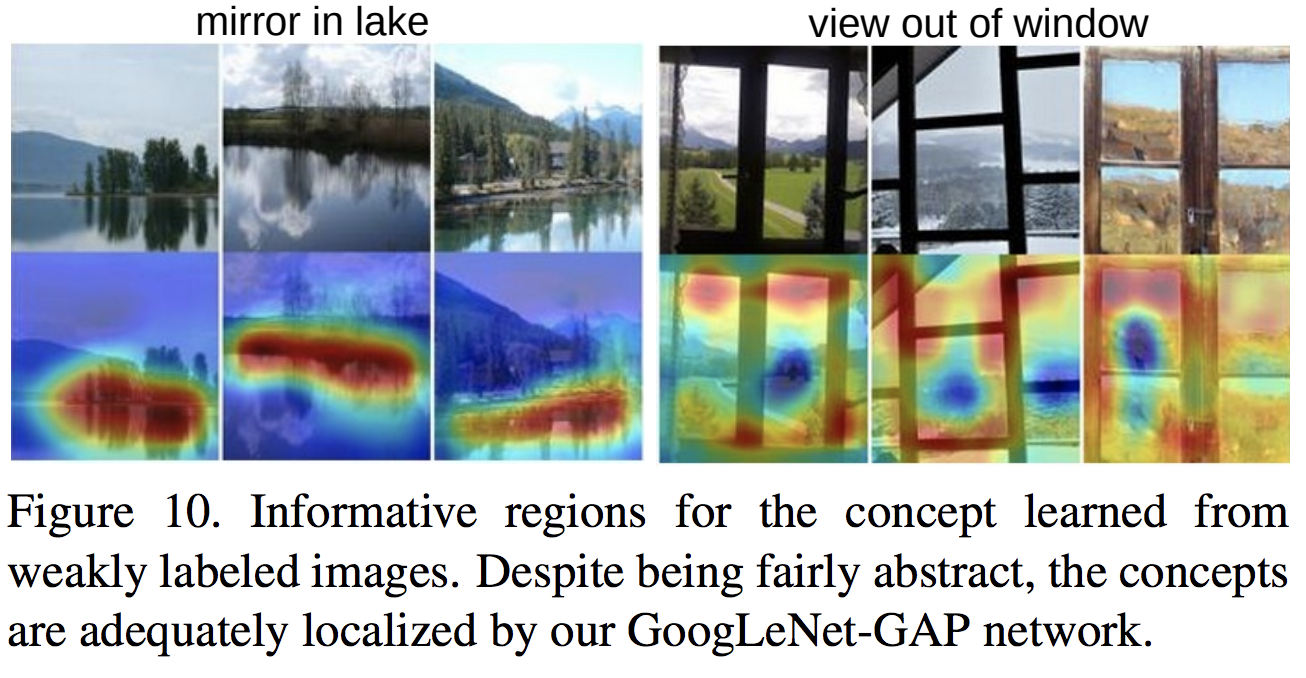 mirror in lake
view out of window
Figure 10. Informative regions for the concept learned from
weakly labeled images. Despite being fairly abstract, the concepts
are adequately localized by our GoogLeNet-GAP network.